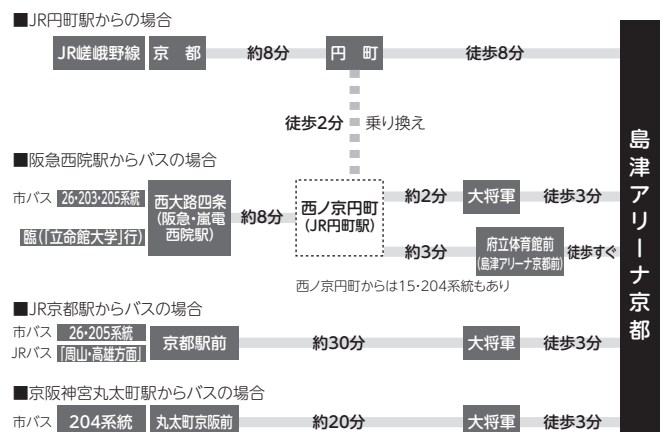 ■JR円町駅からの場合
JR嵯峨野線 京 都 約8分 円 町 徒歩8分
徒歩2分 乗り換え
■阪急西院駅からバスの場合
市バス 26・203・205系統
臨(「立命館大学」行)
西大路四条
(阪急・嵐電
西院駅)
約8分
西ノ京円町
(JR円町駅)
約2分 大将軍 徒歩3分
約3分
府立体育館前
(島津アリーナ京都前)
徒歩すぐ
西ノ京円町からは15・204系統もあり
■JR京都駅からバスの場合
市バス 26・205系統
JRバス 「周山・高雄方面」
京都駅前 約30分 大将軍 徒歩3分
■京阪神宮丸太町駅からバスの場合
市バス 204系統 丸太町京阪前 約20分 大将軍 徒歩3分
島津アリーナ京都